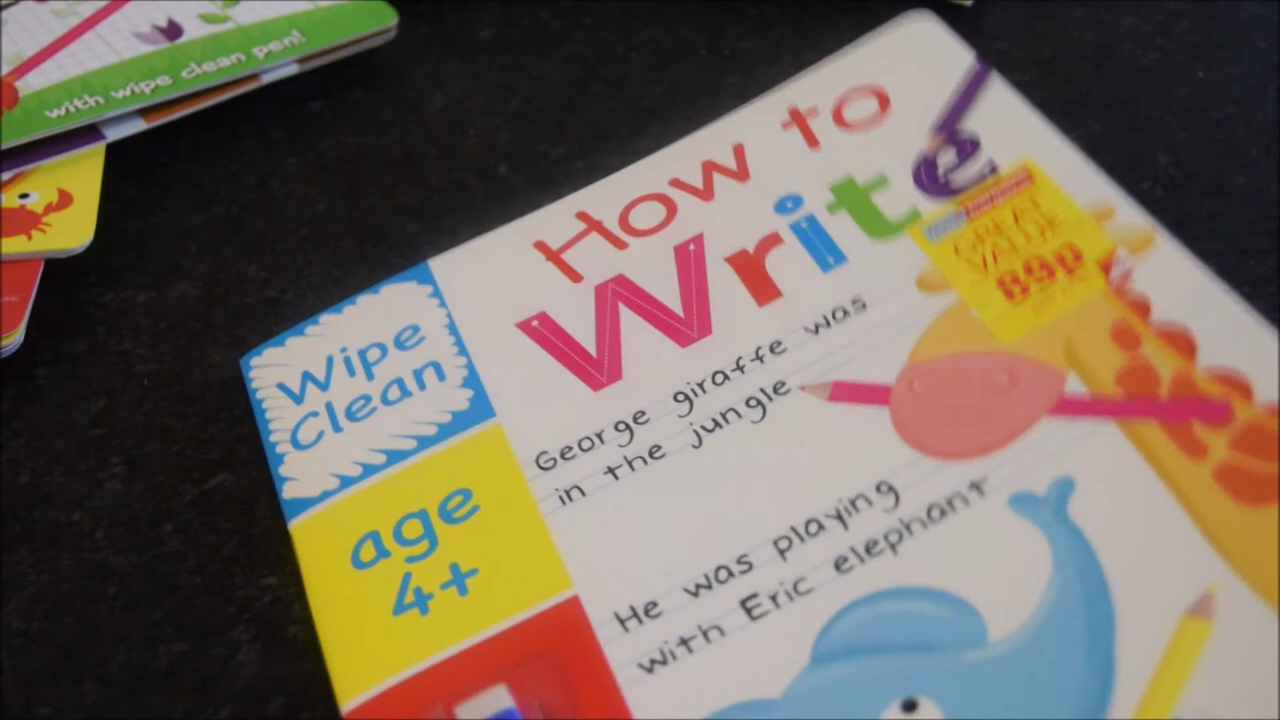 with wipe clean pen!
How to
Write
GREAT
VALUE
99p
Wipe
Clean
George giraffe was
in the jungle
age
4+
He was playing
with Eric elephant